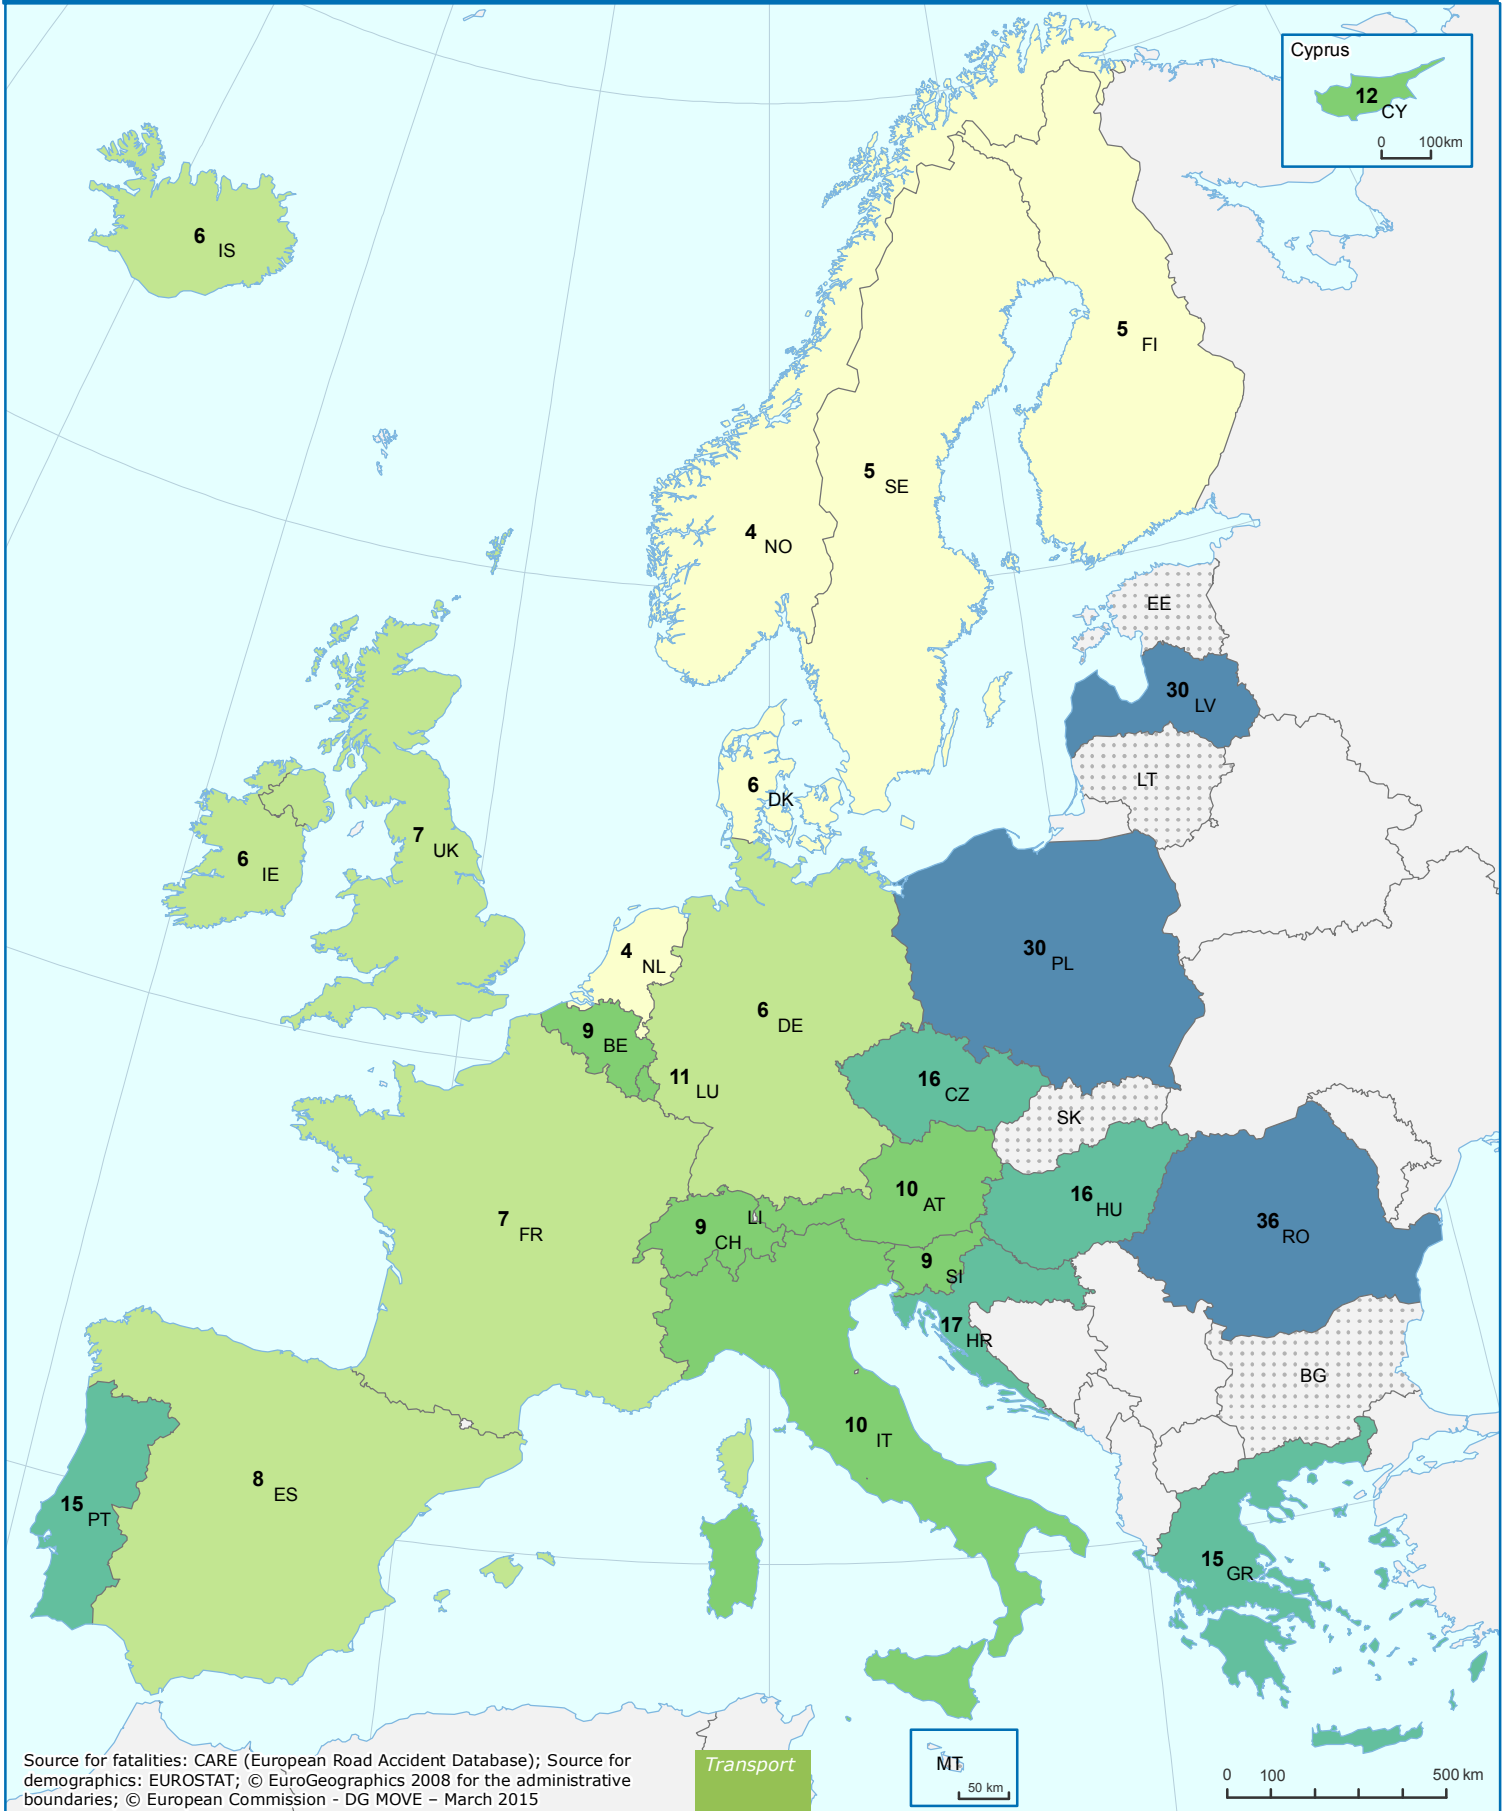 Cyprus
12
CY
0 100km
6
IS
5
FI
5
SE
4
NO
EE
30
LV
LT
6
DK
7
UK
6
IE
4
NL
30
PL
6
DE
9
BE
11
LU
16
CZ
SK
10
AT
16
HU
36
RO
7
FR
9
CH
LI
9
SI
17
HR
BG
10
IT
8
ES
15
PT
15
GR
Source for fatalities: CARE (European Road Accident Database); Source for
demographics: EUROSTAT; © EuroGeographics 2008 for the administrative
boundaries; © European Commission - DG MOVE – March 2015
Transport
MT
50 km
0 100 500 km